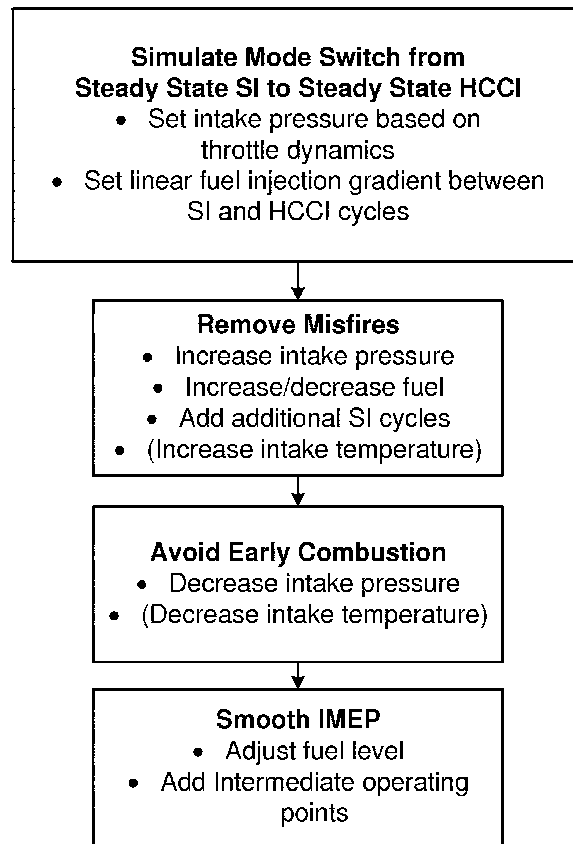 Simulate Mode Switch from
Steady State SI to Steady State HCCI
• Set intake pressure based on
throttle dynamics
• Set linear fuel injection gradient between
SI and HCCI cycles
Remove Misfires
• Increase intake pressure
• Increase/decrease fuel
• Add additional SI cycles
• (Increase intake temperature)
Avoid Early Combustion
• Decrease intake pressure
• (Decrease intake temperature)
Smooth IMEP
• Adjust fuel level
• Add Intermediate operating
points